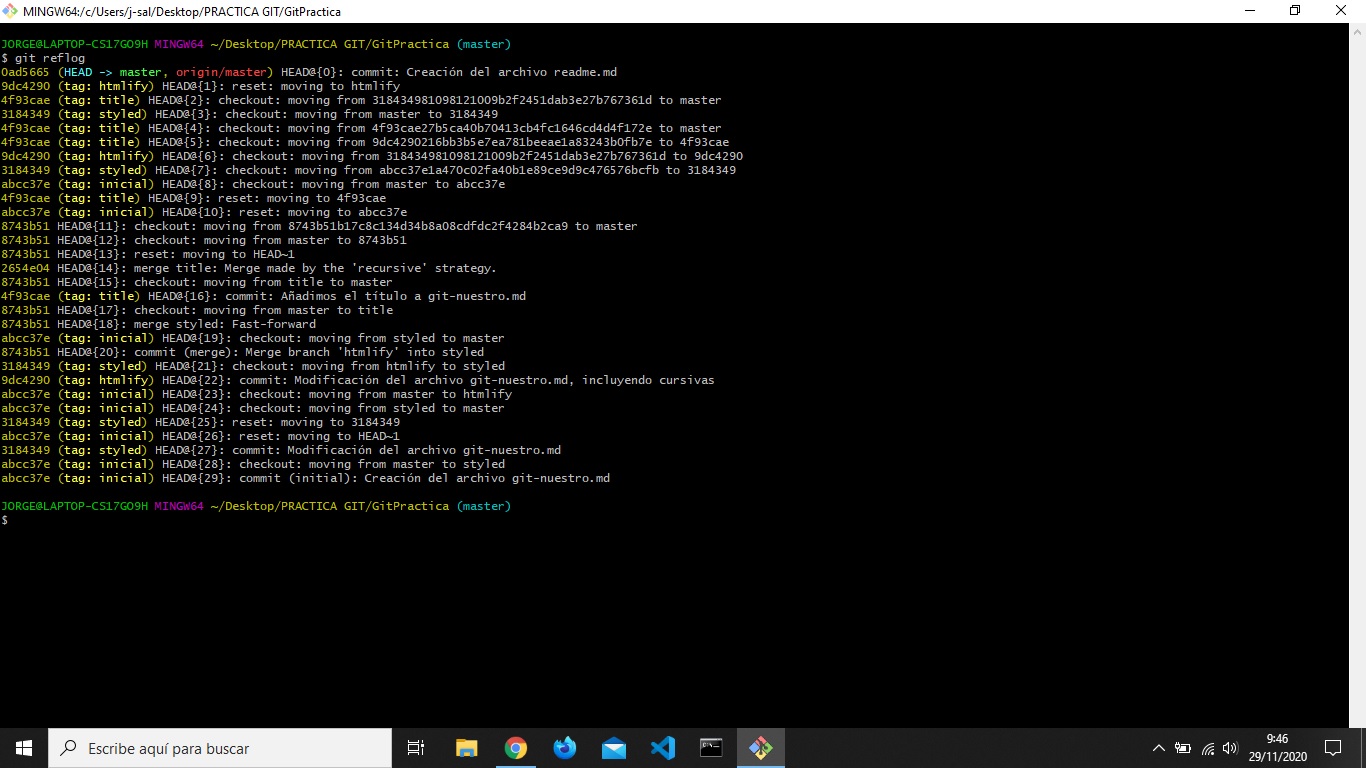 MINGW64:/c/Users/j-sal/Desktop/PRACTICA GIT/GitPractica
JORGE@LAPTOP-CS17GO9H MINGW64 ~/Desktop/PRACTICA GIT/GitPractica (master)
$ git reflog
0ad5665 (HEAD -> master, origin/master) HEAD@{0}: commit: Creación del archivo readme.md
9dc4290 (tag: htmlify) HEAD@{1}: reset: moving to htmlify
4f93cae (tag: title) HEAD@{2}: checkout: moving from 318434981098121009b2f2451dab3e27b767361d to master
3184349 (tag: styled) HEAD@{3}: checkout: moving from master to 3184349
4f93cae (tag: title) HEAD@{4}: checkout: moving from 4f93cae27b5ca40b70413cb4fc1646cd4d4f172e to master
4f93cae (tag: title) HEAD@{5}: checkout: moving from 9dc4290216bb3b5e7ea781beeae1a83243b0fb7e to 4f93cae
9dc4290 (tag: htmlify) HEAD@{6}: checkout: moving from 318434981098121009b2f2451dab3e27b767361d to 9dc4290
3184349 (tag: styled) HEAD@{7}: checkout: moving from abcc37e1a470c02fa40b1e89ce9d9c476576bcfb to 3184349
abcc37e (tag: inicial) HEAD@{8}: checkout: moving from master to abcc37e
4f93cae (tag: title) HEAD@{9}: reset: moving to 4f93cae
abcc37e (tag: inicial) HEAD@{10}: reset: moving to abcc37e
8743b51 HEAD@{11}: checkout: moving from 8743b51b17c8c134d34b8a08cdfdc2f4284b2ca9 to master
8743b51 HEAD@{12}: checkout: moving from master to 8743b51
8743b51 HEAD@{13}: reset: moving to HEAD~1
2654e04 HEAD@{14}: merge title: Merge made by the 'recursive' strategy.
8743b51 HEAD@{15}: checkout: moving from title to master
4f93cae (tag: title) HEAD@{16}: commit: Añadimos el título a git-nuestro.md
8743b51 HEAD@{17}: checkout: moving from master to title
8743b51 HEAD@{18}: merge styled: Fast-forward
abcc37e (tag: inicial) HEAD@{19}: checkout: moving from styled to master
8743b51 HEAD@{20}: commit (merge): Merge branch 'htmlify' into styled
3184349 (tag: styled) HEAD@{21}: checkout: moving from htmlify to styled
9dc4290 (tag: htmlify) HEAD@{22}: commit: Modificación del archivo git-nuestro.md, incluyendo cursivas
abcc37e (tag: inicial) HEAD@{23}: checkout: moving from master to htmlify
abcc37e (tag: inicial) HEAD@{24}: checkout: moving from styled to master
3184349 (tag: styled) HEAD@{25}: reset: moving to 3184349
abcc37e (tag: inicial) HEAD@{26}: reset: moving to HEAD~1
3184349 (tag: styled) HEAD@{27}: commit: Modificación del archivo git-nuestro.md
abcc37e (tag: inicial) HEAD@{28}: checkout: moving from master to styled
abcc37e (tag: inicial) HEAD@{29}: commit (initial): Creación del archivo git-nuestro.md
JORGE@LAPTOP-CS17GO9H MINGW64 ~/Desktop/PRACTICA GIT/GitPractica (master)
$
Escribe aquí para buscar
9:46
29/11/2020